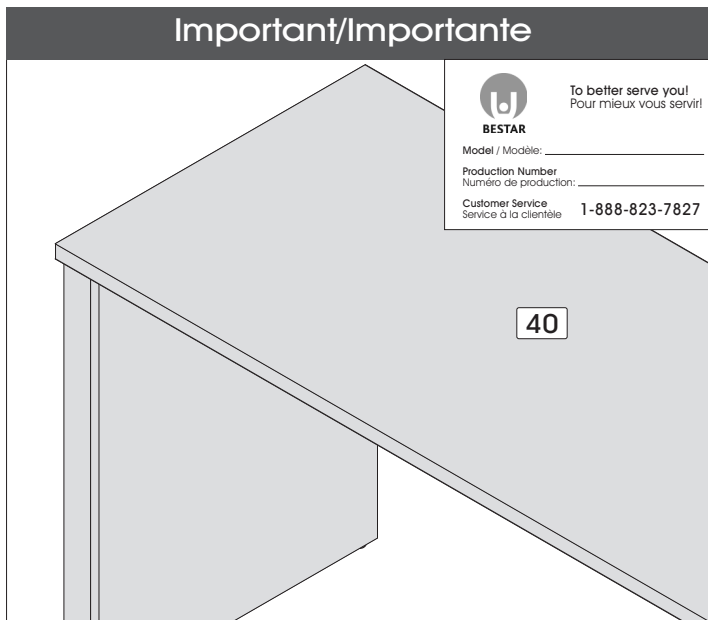 Important/Importante
To better serve you!
Pour mieux vous servir!
BESTAR
Model / Modèle:
Production Number
Numéro de production:
Customer Service
Service à la clientèle
1-888-823-7827
40